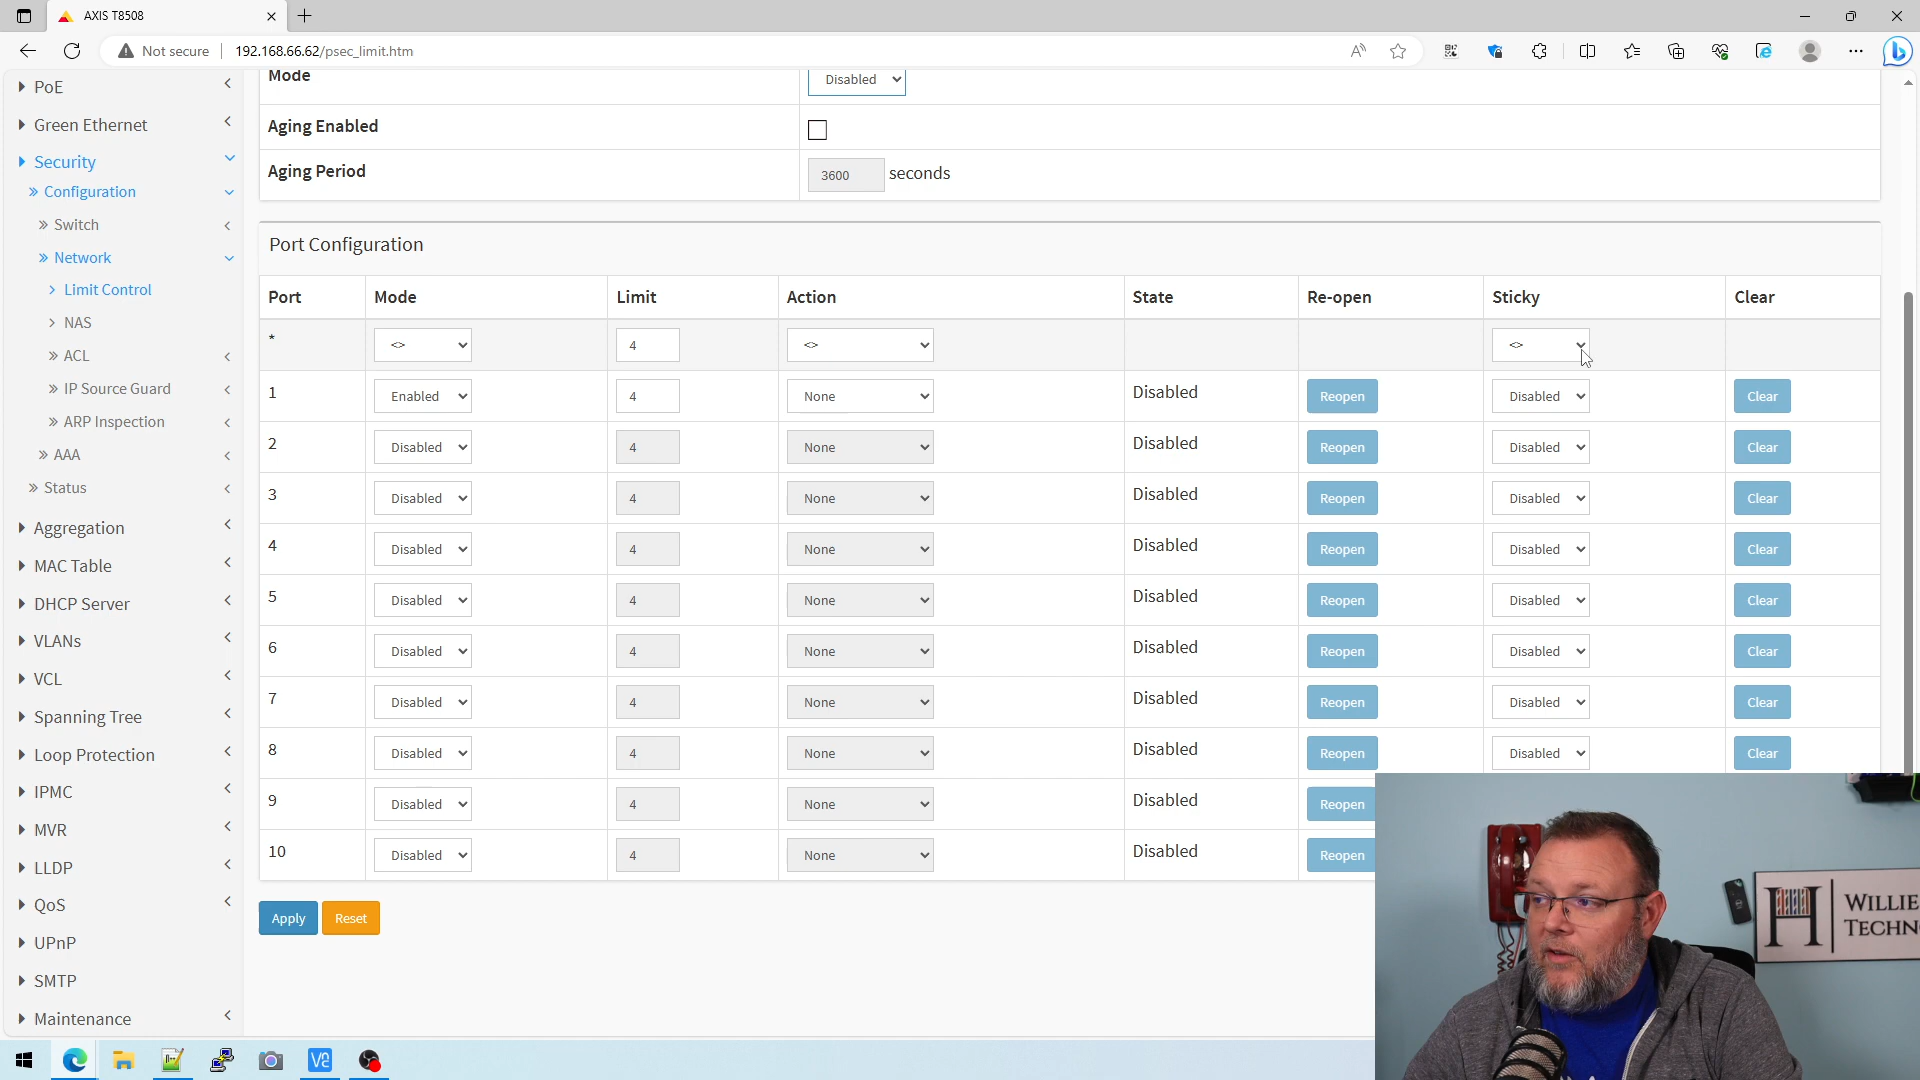 AXIS T8508
Not secure
192.168.66.62/psec_limit.htm
PoE
Green Ethernet
Security
Configuration
Switch
Network
Limit Control
NAS
ACL
IP Source Guard
ARP Inspection
AAA
Status
Aggregation
MAC Table
DHCP Server
VLANs
VCL
Spanning Tree
Loop Protection
IPMC
MVR
LLDP
QoS
UPnP
SMTP
Maintenance
Mode Disabled
Aging Enabled
Aging Period 3600 seconds
Port Configuration
Port Mode Limit Action State Re-open Sticky Clear
* <> 4 <> <>
1 Enabled 4 None Disabled Reopen Disabled Clear
2 Disabled 4 None Disabled Reopen Disabled Clear
3 Disabled 4 None Disabled Reopen Disabled Clear
4 Disabled 4 None Disabled Reopen Disabled Clear
5 Disabled 4 None Disabled Reopen Disabled Clear
6 Disabled 4 None Disabled Reopen Disabled Clear
7 Disabled 4 None Disabled Reopen Disabled Clear
8 Disabled 4 None Disabled Reopen Disabled Clear
9 Disabled 4 None Disabled Reopen
10 Disabled 4 None Disabled Reopen
Apply Reset
WILLIE
TECHN